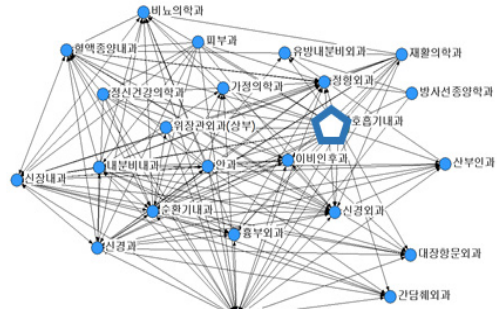 비뇨의학과
혈액종양내과
피부과
유방내분비외과
재활의학과
정신건강의학과
가정의학과
정형외과
방사선종양학과
위장관외과(상부)
호흡기내과
신장내과
내분비내과
안과
이비인후과
산부인과
순환기내과
신경외과
신경과
흉부외과
대장항문외과
간담췌외과